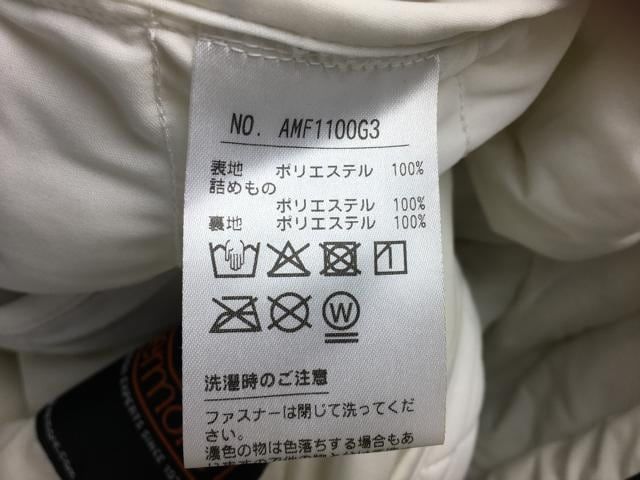 NO. AMF1100G3
表地 ポリエステル 100%
詰めもの
ポリエステル 100%
裏地 ポリエステル 100%
W
洗濯時のご注意
ファスナーは閉じて洗ってくだ
さい。
濃色の物は色落ちする場合もあ
EXPERTS SINCE